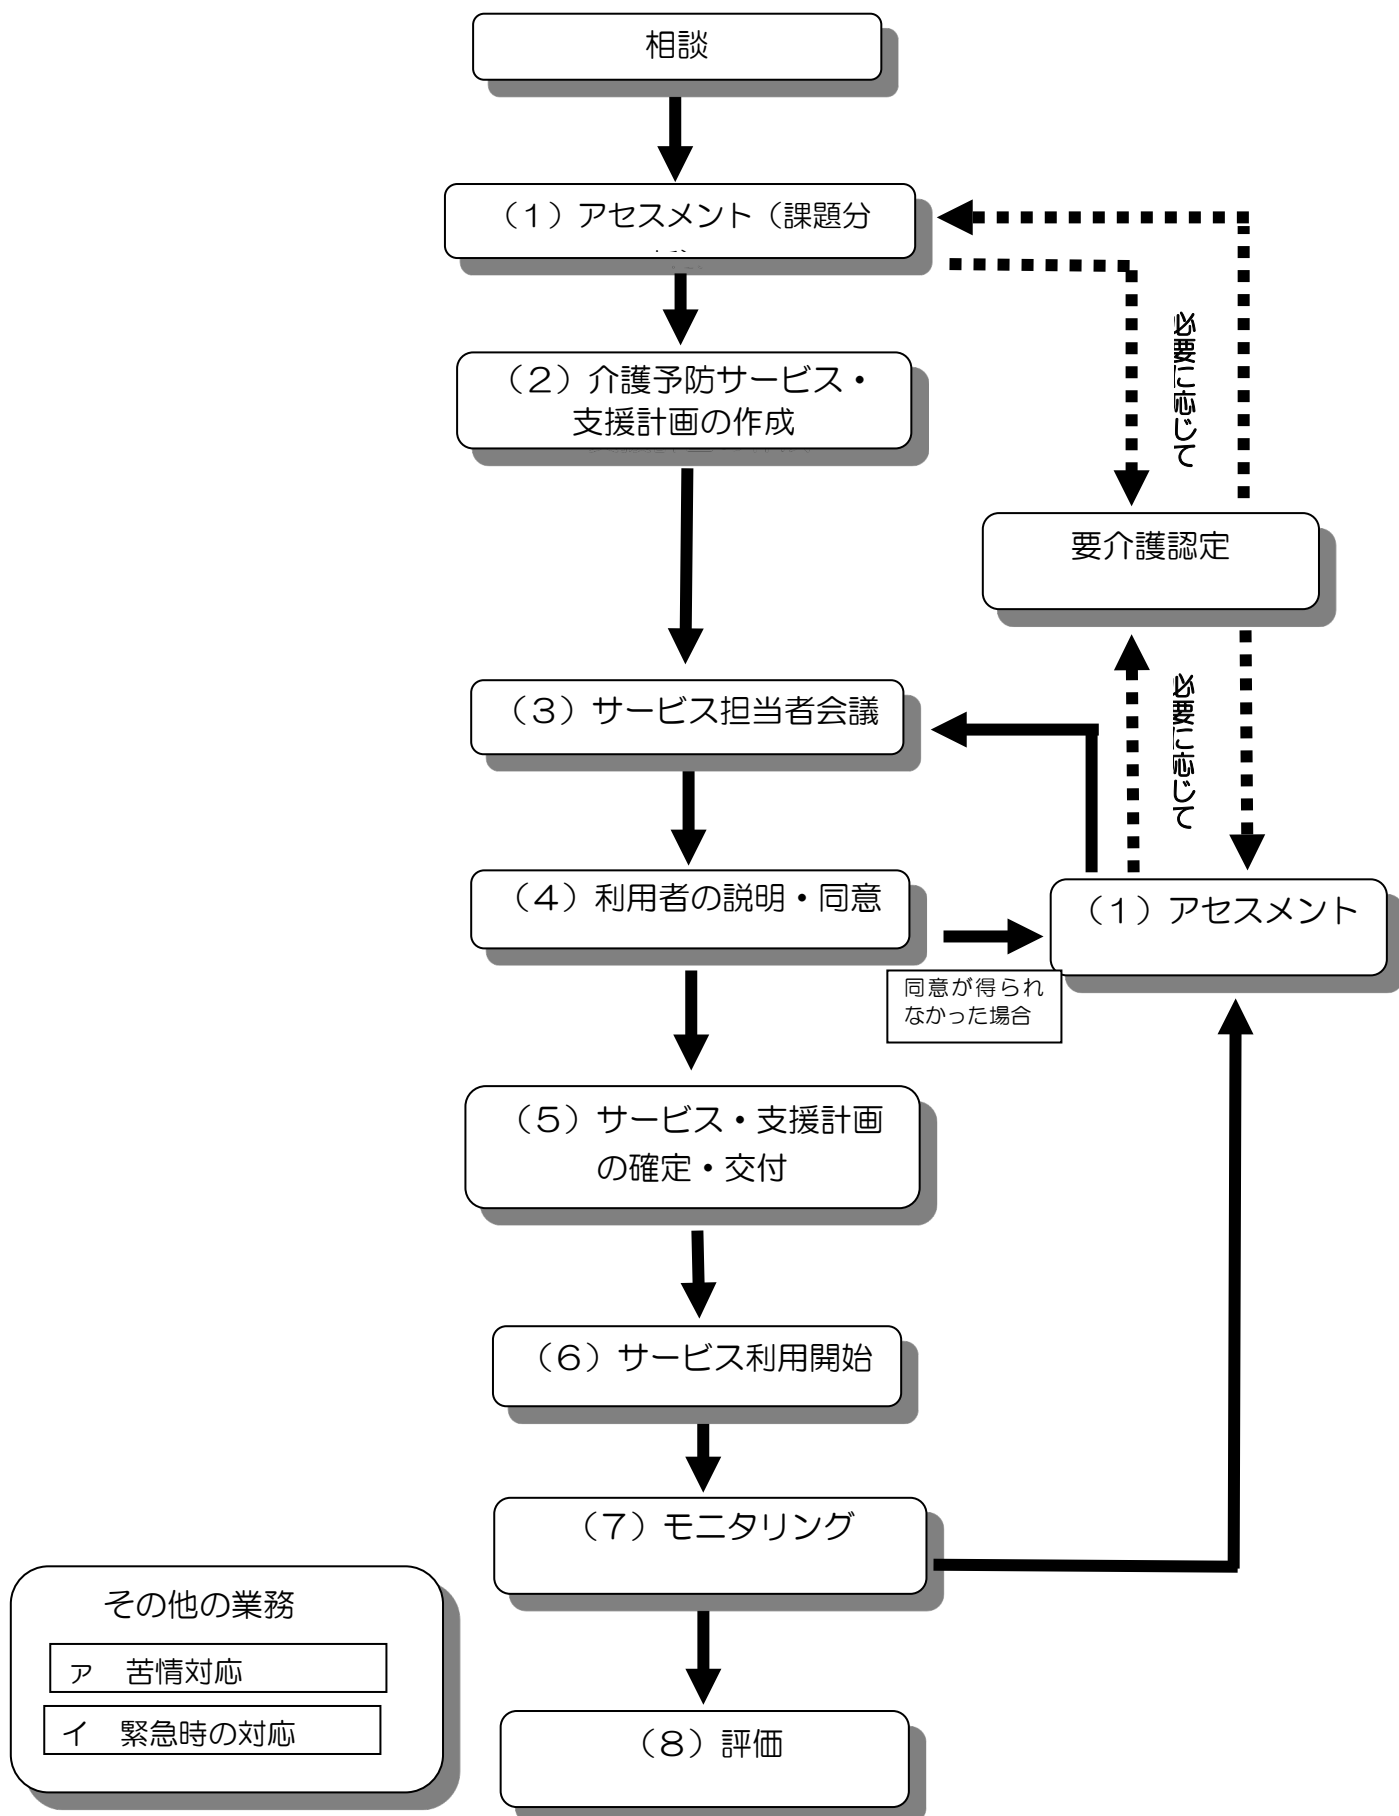 相談
（１）アセスメント（課題分
（２）介護予防サービス・
支援計画の作成
必要に応じて
要介護認定
（３）サービス担当者会議
必要に応じて
（４）利用者の説明・同意
（１）アセスメント
同意が得られ
なかった場合
（５）サービス・支援計画
の確定・交付
（６）サービス利用開始
（７）モニタリング
その他の業務
ァ　苦情対応
イ　緊急時の対応
（８）評価